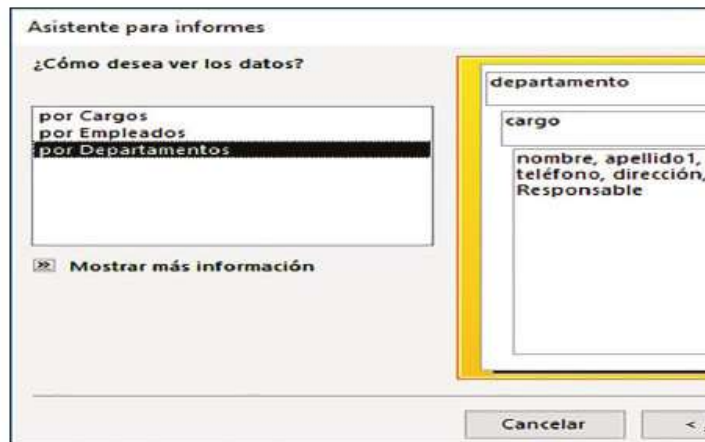 Asistente para informes
¿Cómo desea ver los datos?
por Cargos
por Empleados
por Departamentos
Mostrar más información
departamento
cargo
nombre, apellido1,
teléfono, dirección,
Responsable
Cancelar
<